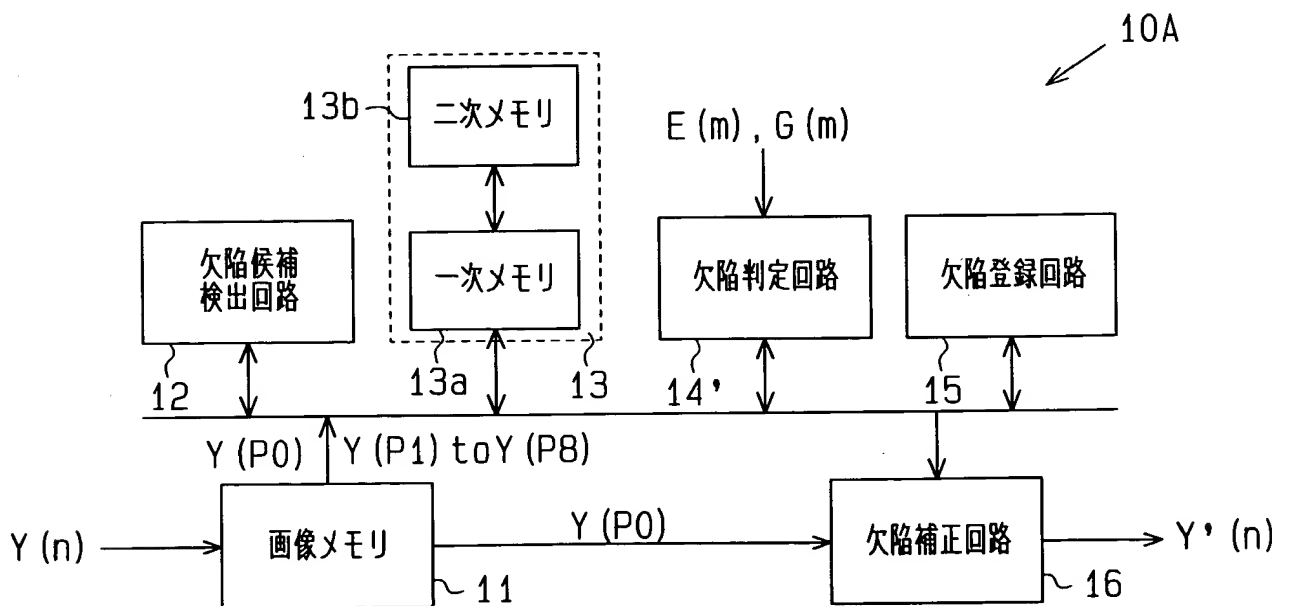 10A
13b
二次メモリ
E(m), G(m)
欠陥候補
検出回路
一次メモリ
欠陥判定回路
欠陥登録回路
12
13a
13
14'
15
Y(P0)
Y(P1)toY(P8)
Y(n)
画像メモリ
Y(P0)
欠陥補正回路
Y'(n)
11
16